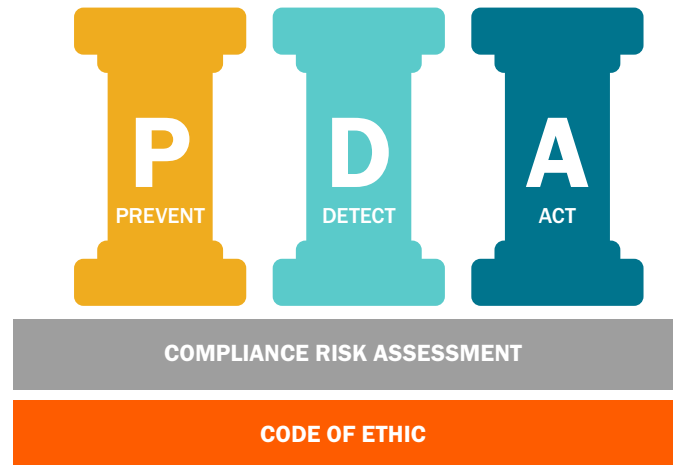 P D A
PREVENT DETECT ACT
COMPLIANCE RISK ASSESSMENT
CODE OF ETHIC